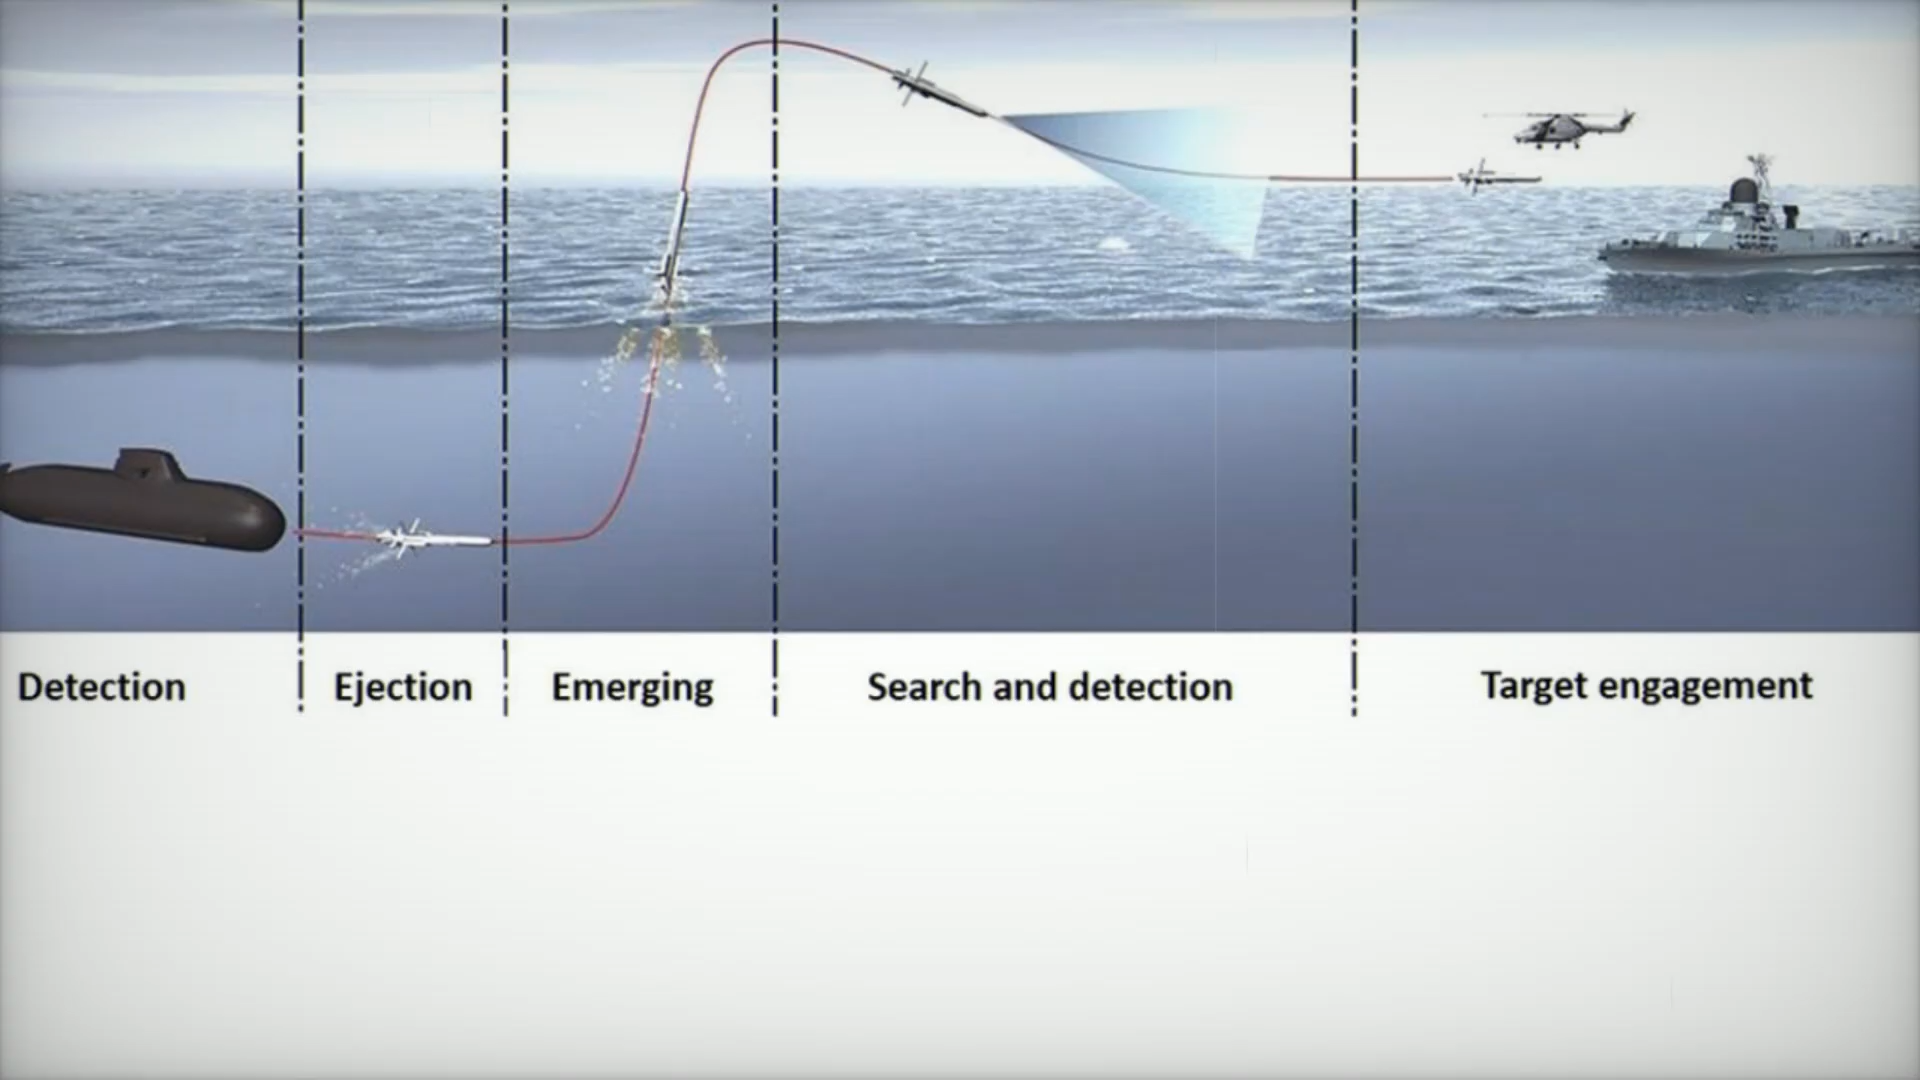 Detection
Ejection
Emerging
Search and detection
Target engagement